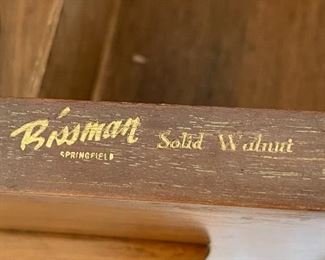 Bissman Solid Walnut
SPRINGFIELD